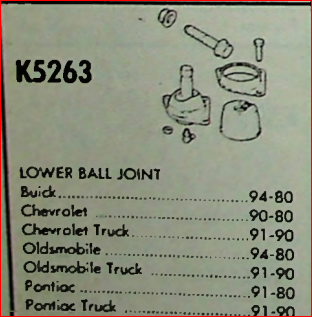 K5263
LOWER BALL JOINT
Buick ........................................ 94-80
Chevrolet ................................ 90-80
Chevrolet Truck ......................... 91-90
Oldsmobile ............................... 94-80
Oldsmobile Truck ...................... 91-90
Pontiac ..................................... 91-80
Pontiac Truck ............................ 91-90